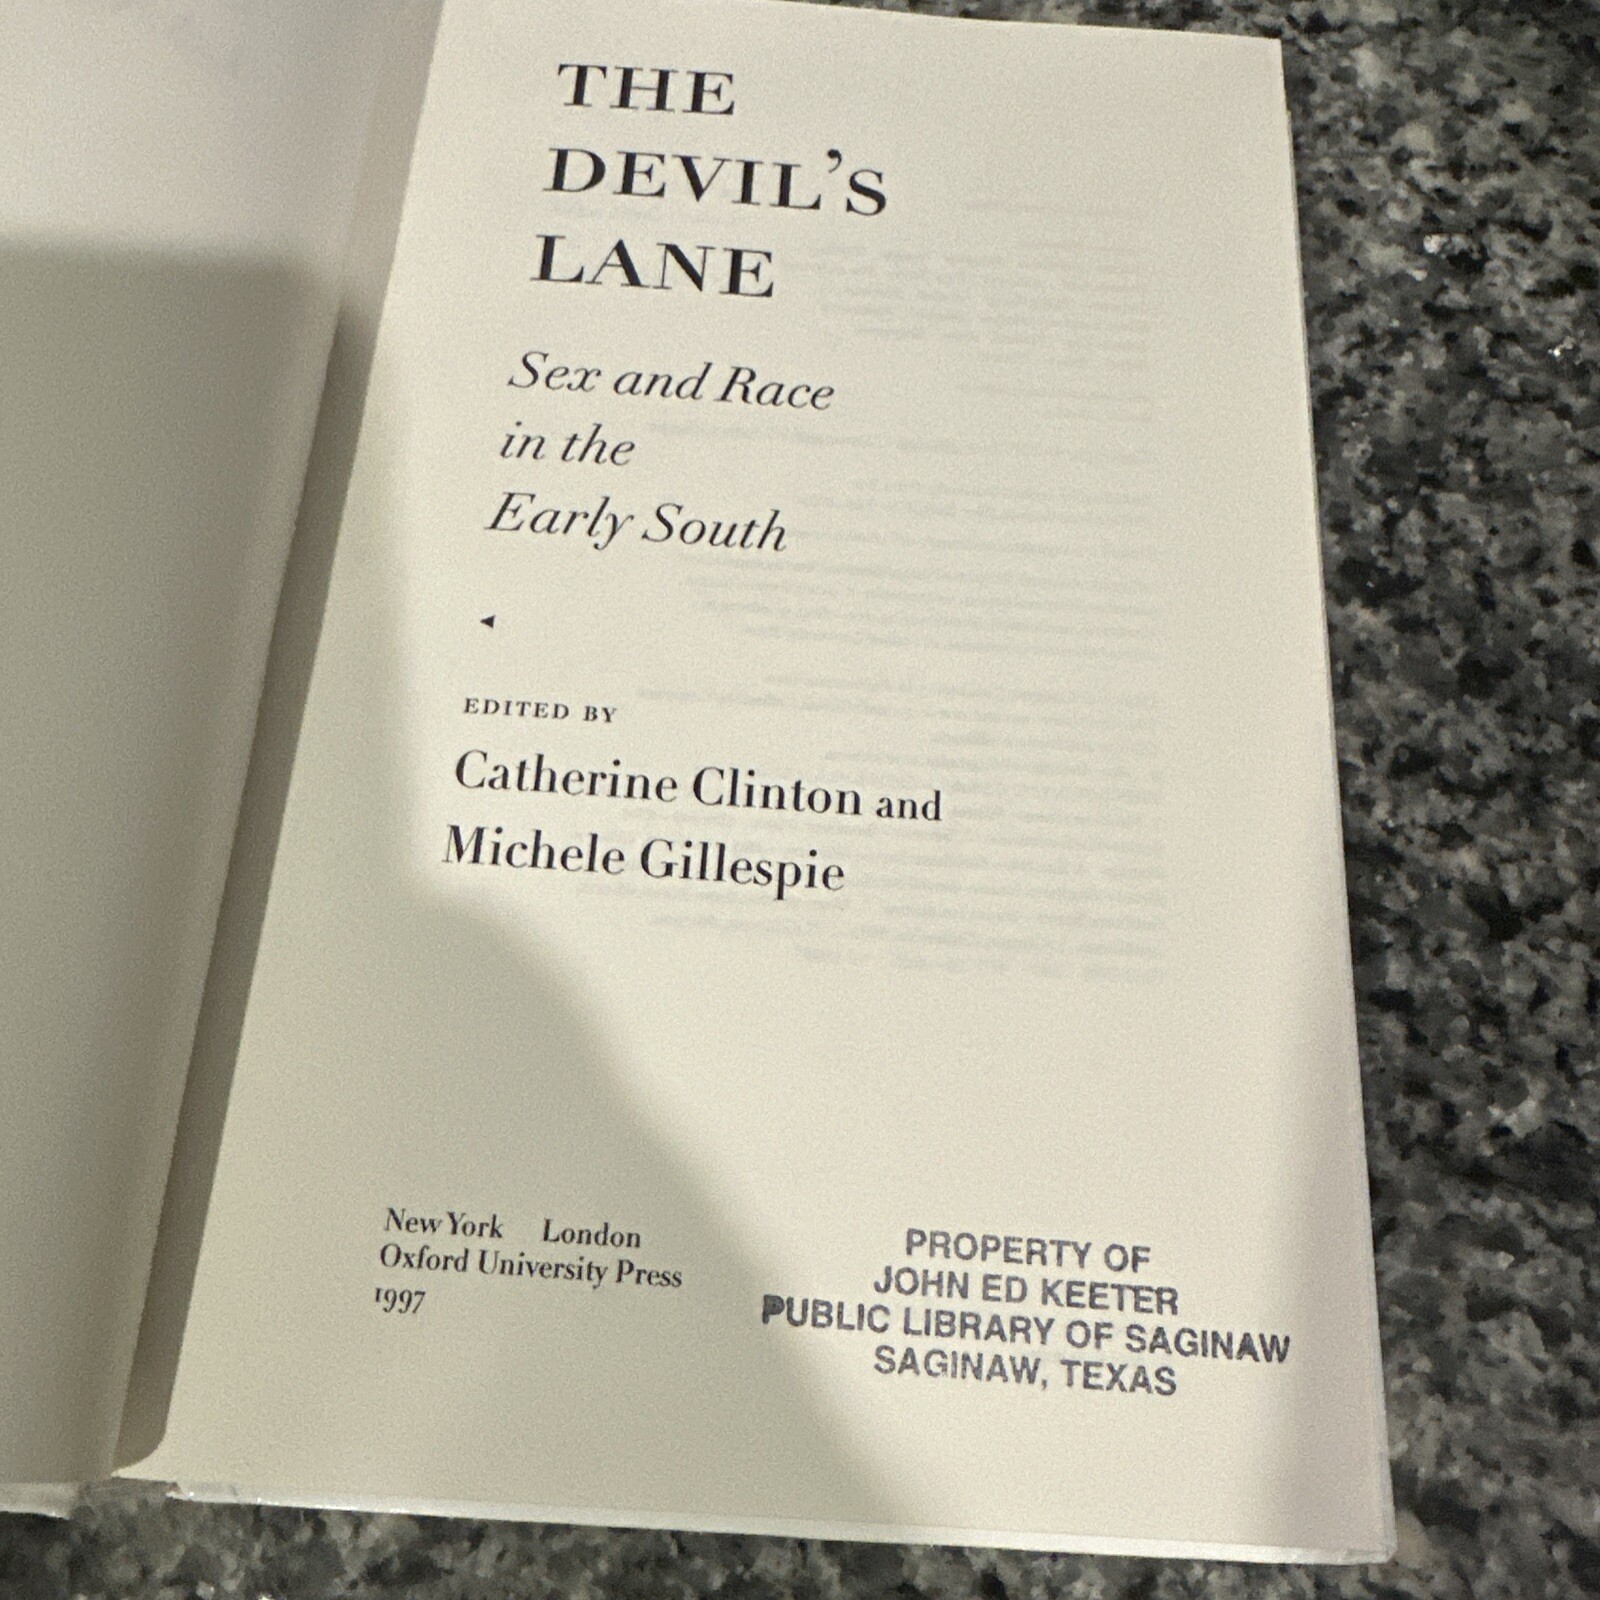 THE
DEVIL'S
LANE
Sex and Race
in the
Early South
EDITED BY
Catherine Clinton and
Michele Gillespie
New York London
Oxford University Press
1997
PROPERTY OF
JOHN ED KEETER
PUBLIC LIBRARY OF SAGINAW
SAGINAW, TEXAS